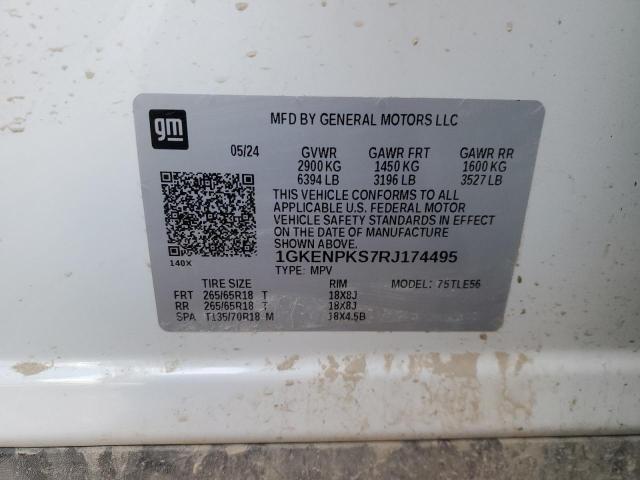 gm
MFD BY GENERAL MOTORS LLC
05/24 GVWR GAWR FRT GAWR RR
2900 KG 1450 KG 1600 KG
6394 LB 3196 LB 3527 LB
THIS VEHICLE CONFORMS TO ALL
APPLICABLE U.S. FEDERAL MOTOR
VEHICLE SAFETY STANDARDS IN EFFECT
ON THE DATE OF MANUFACTURE
SHOWN ABOVE.
1GKENPKS7RJ174495
140X
TYPE: MPV MODEL: 75TLE56
TIRE SIZE RIM
FRT 265/65R18 T 18X8J
RR 265/65R18 T 18X8J
SPA T135/70R18 M 18X4.5B